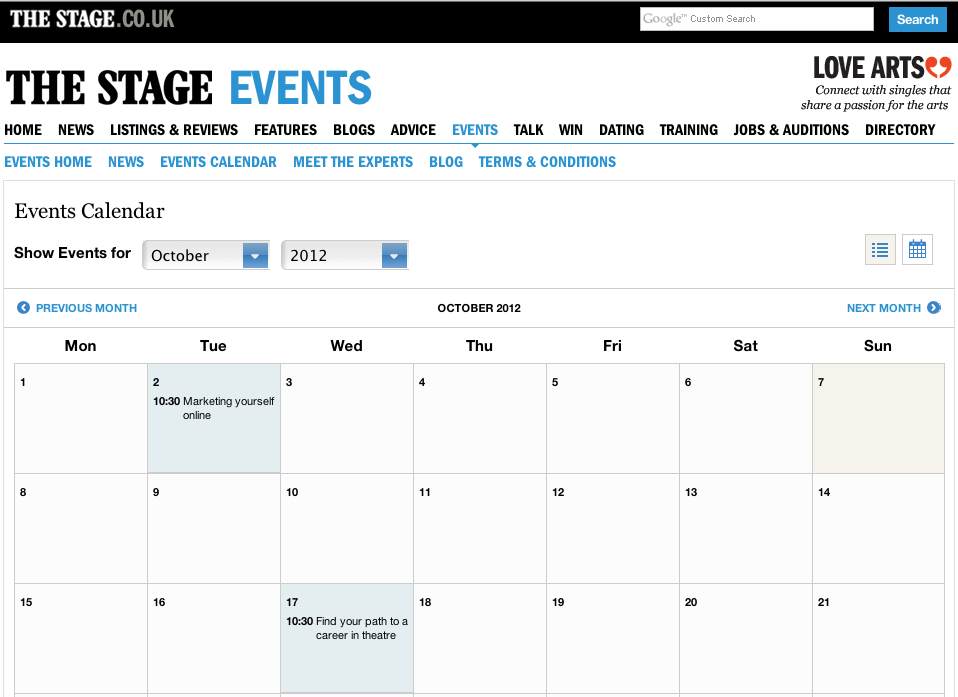 THE STAGE.CO.UK
Google™ Custom Search
Search
THE STAGE EVENTS
LOVE ARTS
Connect with singles that
share a passion for the arts
HOME NEWS LISTINGS & REVIEWS FEATURES BLOGS ADVICE EVENTS TALK WIN DATING TRAINING JOBS & AUDITIONS DIRECTORY
EVENTS HOME NEWS EVENTS CALENDAR MEET THE EXPERTS BLOG TERMS & CONDITIONS
Events Calendar
Show Events for October 2012
PREVIOUS MONTH OCTOBER 2012 NEXT MONTH
Mon Tue Wed Thu Fri Sat Sun
1 2 3 4 5 6 7
10:30 Marketing yourself
online
8 9 10 11 12 13 14
15 16 17 18 19 20 21
10:30 Find your path to a
career in theatre